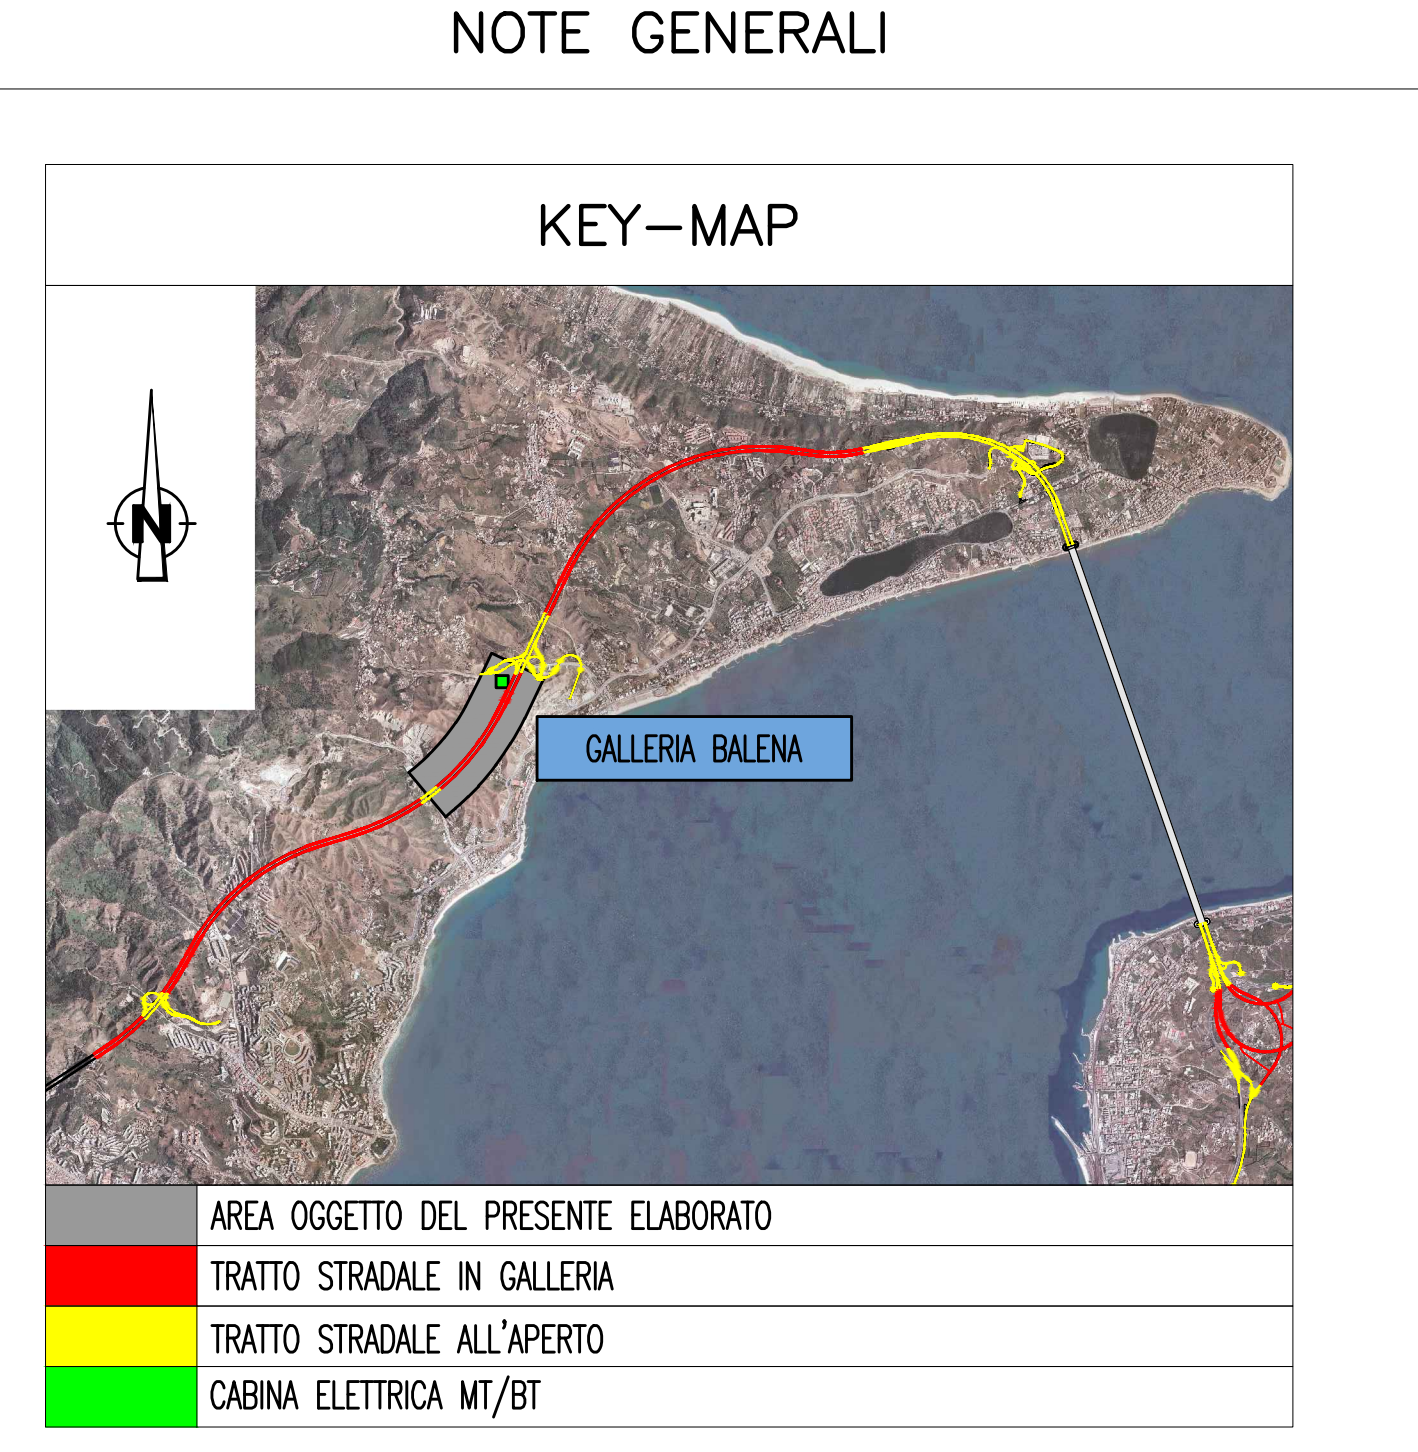 NOTE GENERALI
KEY-MAP
N
GALLERIA BALENA
AREA OGGETTO DEL PRESENTE ELABORATO
TRATTO STRADALE IN GALLERIA
TRATTO STRADALE ALL'APERTO
CABINA ELETTRICA MT/BT